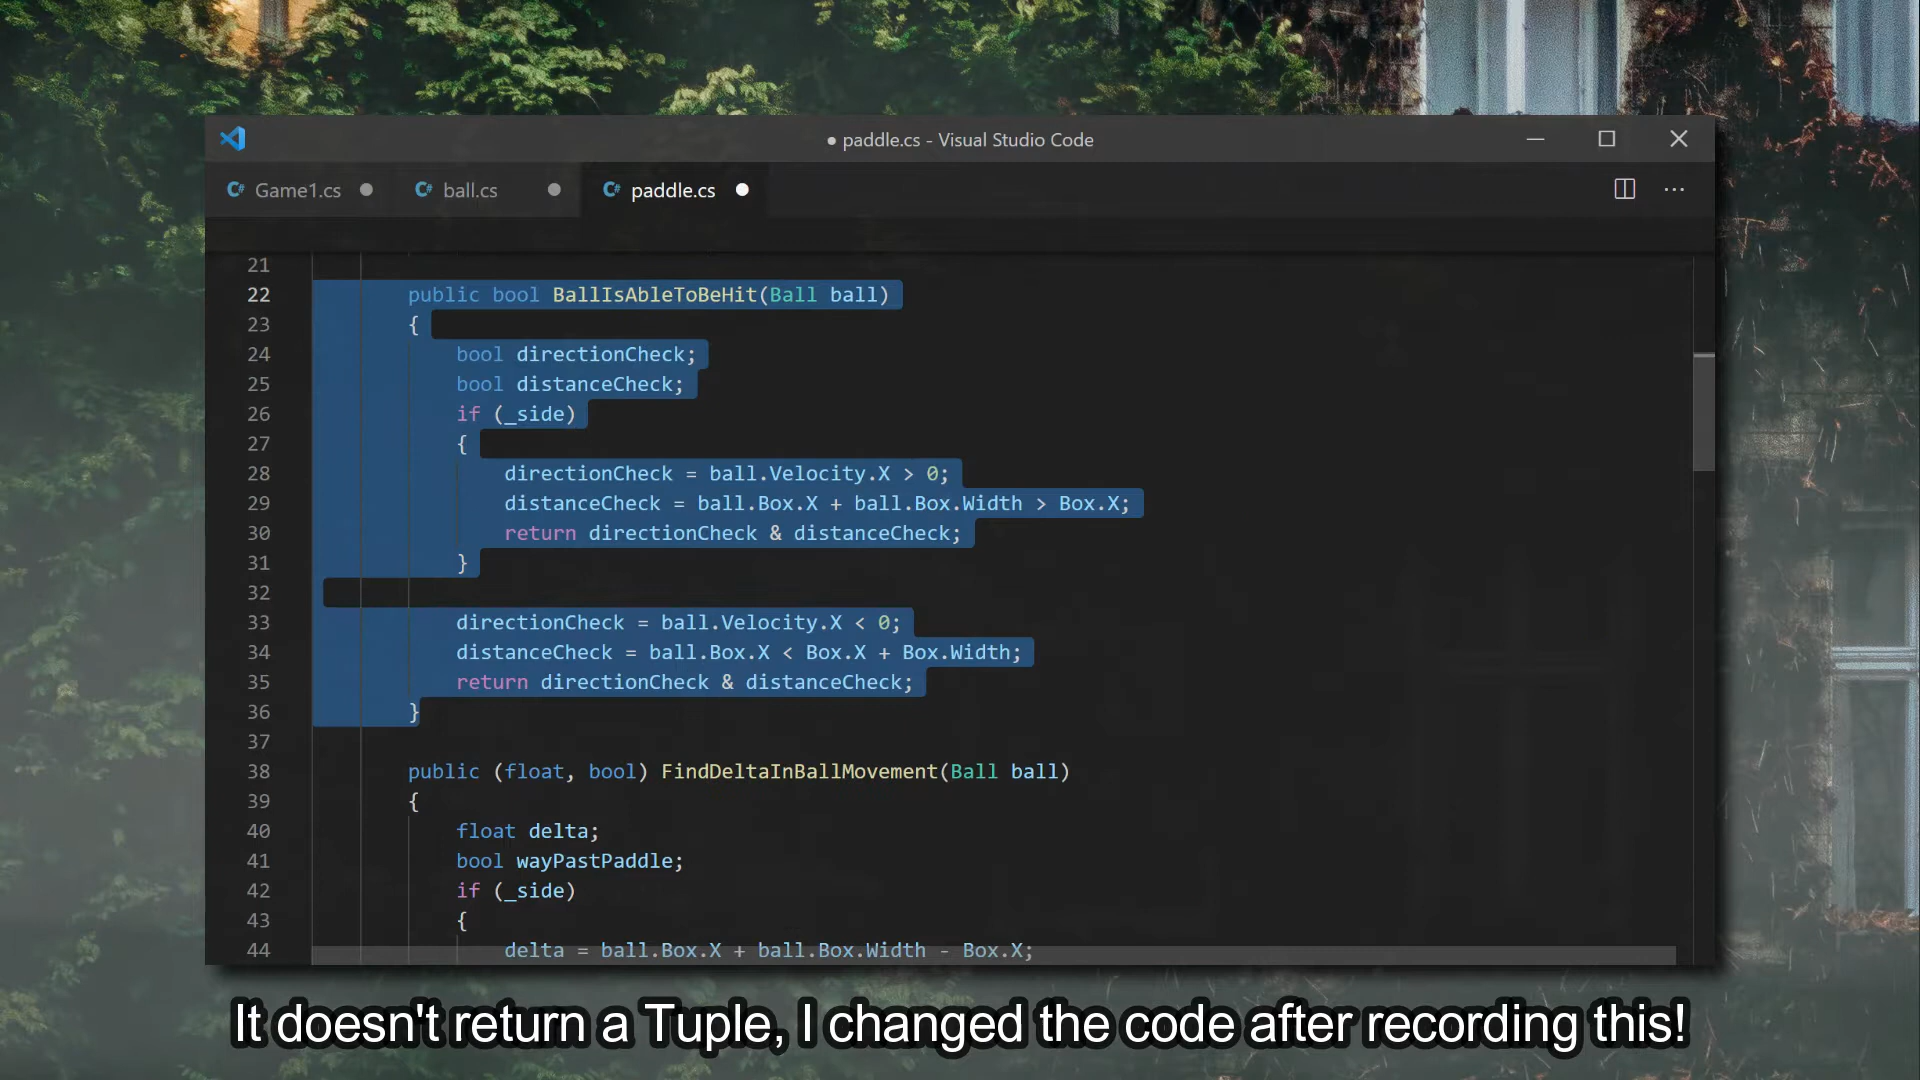 ● paddle.cs - Visual Studio Code
C# Game1.cs ● C# ball.cs ● C# paddle.cs ●
21
22 public bool BallIsAbleToBeHit(Ball ball)
23 {
24 bool directionCheck;
25 bool distanceCheck;
26 if (_side)
27 {
28 directionCheck = ball.Velocity.X > 0;
29 distanceCheck = ball.Box.X + ball.Box.Width > Box.X;
30 return directionCheck & distanceCheck;
31 }
32
33 directionCheck = ball.Velocity.X < 0;
34 distanceCheck = ball.Box.X < Box.X + Box.Width;
35 return directionCheck & distanceCheck;
36 }
37
38 public (float, bool) FindDeltaInBallMovement(Ball ball)
39 {
40 float delta;
41 bool wayPastPaddle;
42 if (_side)
43 {
44 delta = ball.Box.X + ball.Box.Width - Box.X;
It doesn't return a Tuple, I changed the code after recording this!